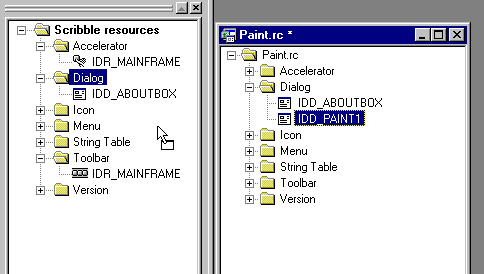 Scribble resources
Accelerator
IDR_MAINFRAME
Dialog
IDD_ABOUTBOX
Icon
Menu
String Table
Toolbar
IDR_MAINFRAME
Version
Paint.rc *
Paint.rc
Accelerator
Dialog
IDD_ABOUTBOX
IDD_PAINT1
Icon
Menu
String Table
Toolbar
Version